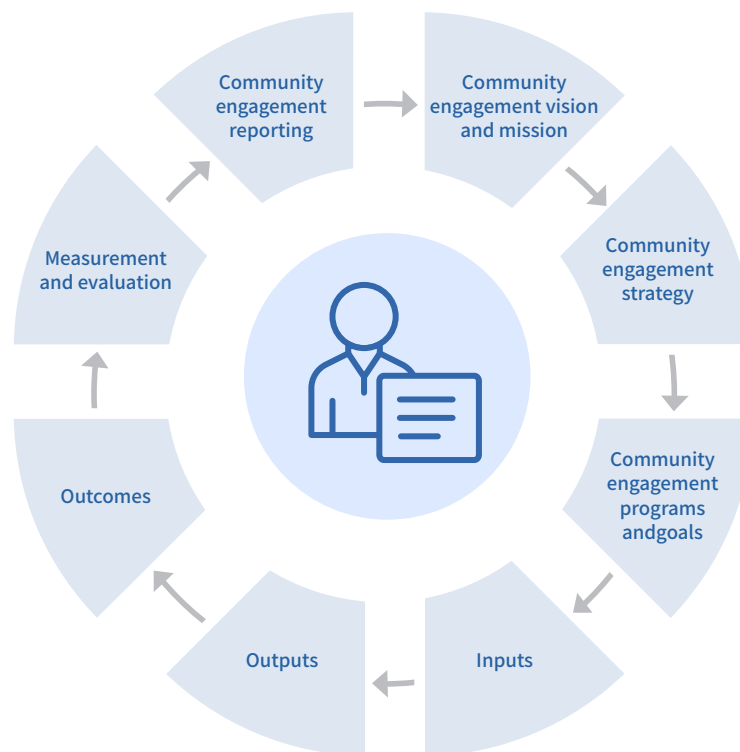 Community
engagement
reporting
Community
engagement vision
and mission
Community
engagement
strategy
Community
engagement
programs
andgoals
Inputs
Outputs
Outcomes
Measurement
and evaluation